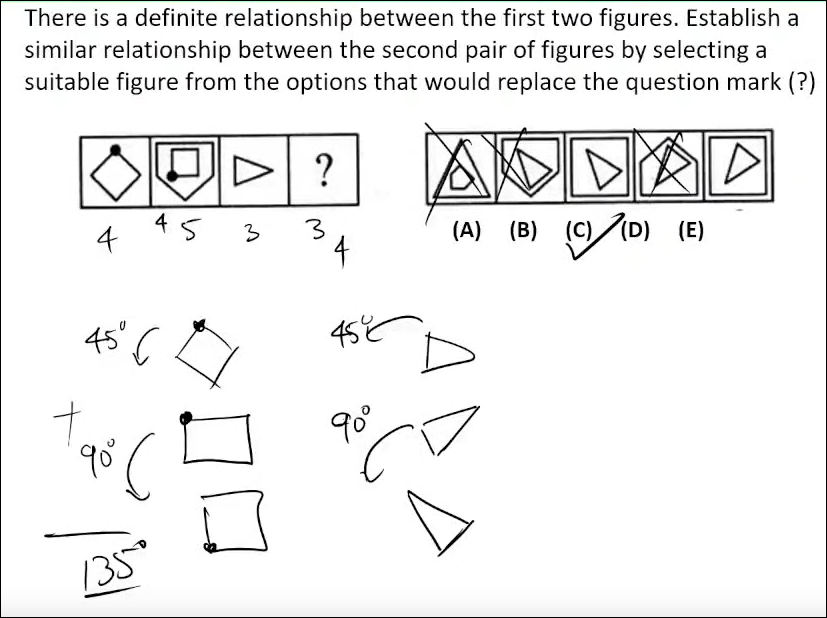 There is a definite relationship between the first two figures. Establish a
similar relationship between the second pair of figures by selecting a
suitable figure from the options that would replace the question mark (?)
?
4 4 5 3 3 4
(A) (B) (C) (D) (E)
45° 45°
+ 90° 90°
135°